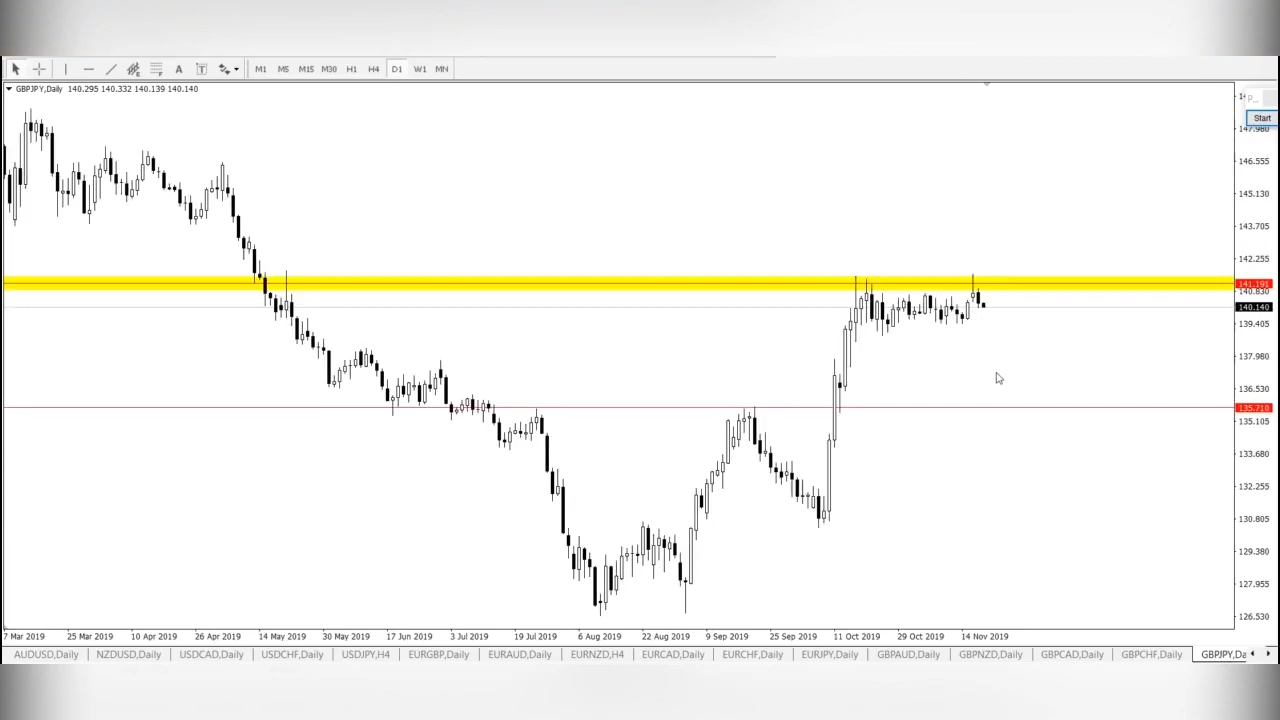 A T
M1 M5 M15 M30 H1 H4 D1 W1 MN
GBPJPY,Daily 140.295 140.332 140.139 140.140
P...
Start
147.980
146.555
145.130
143.705
142.255
141.191
140.830
140.140
139.405
137.980
136.530
135.710
135.105
133.680
132.255
130.805
129.380
127.955
126.530
7 Mar 2019 25 Mar 2019 10 Apr 2019 26 Apr 2019 14 May 2019 30 May 2019 17 Jun 2019 3 Jul 2019 19 Jul 2019 6 Aug 2019 22 Aug 2019 9 Sep 2019 25 Sep 2019 11 Oct 2019 29 Oct 2019 14 Nov 2019
AUDUSD,Daily NZDUSD,Daily USDCAD,Daily USDCHF,Daily USDJPY,H4 EURGBP,Daily EURAUD,Daily EURNZD,H4 EURCAD,Daily EURCHF,Daily EURJPY,Daily GBPAUD,Daily GBPNZD,Daily GBPCAD,Daily GBPCHF,Daily GBPJPY,Da